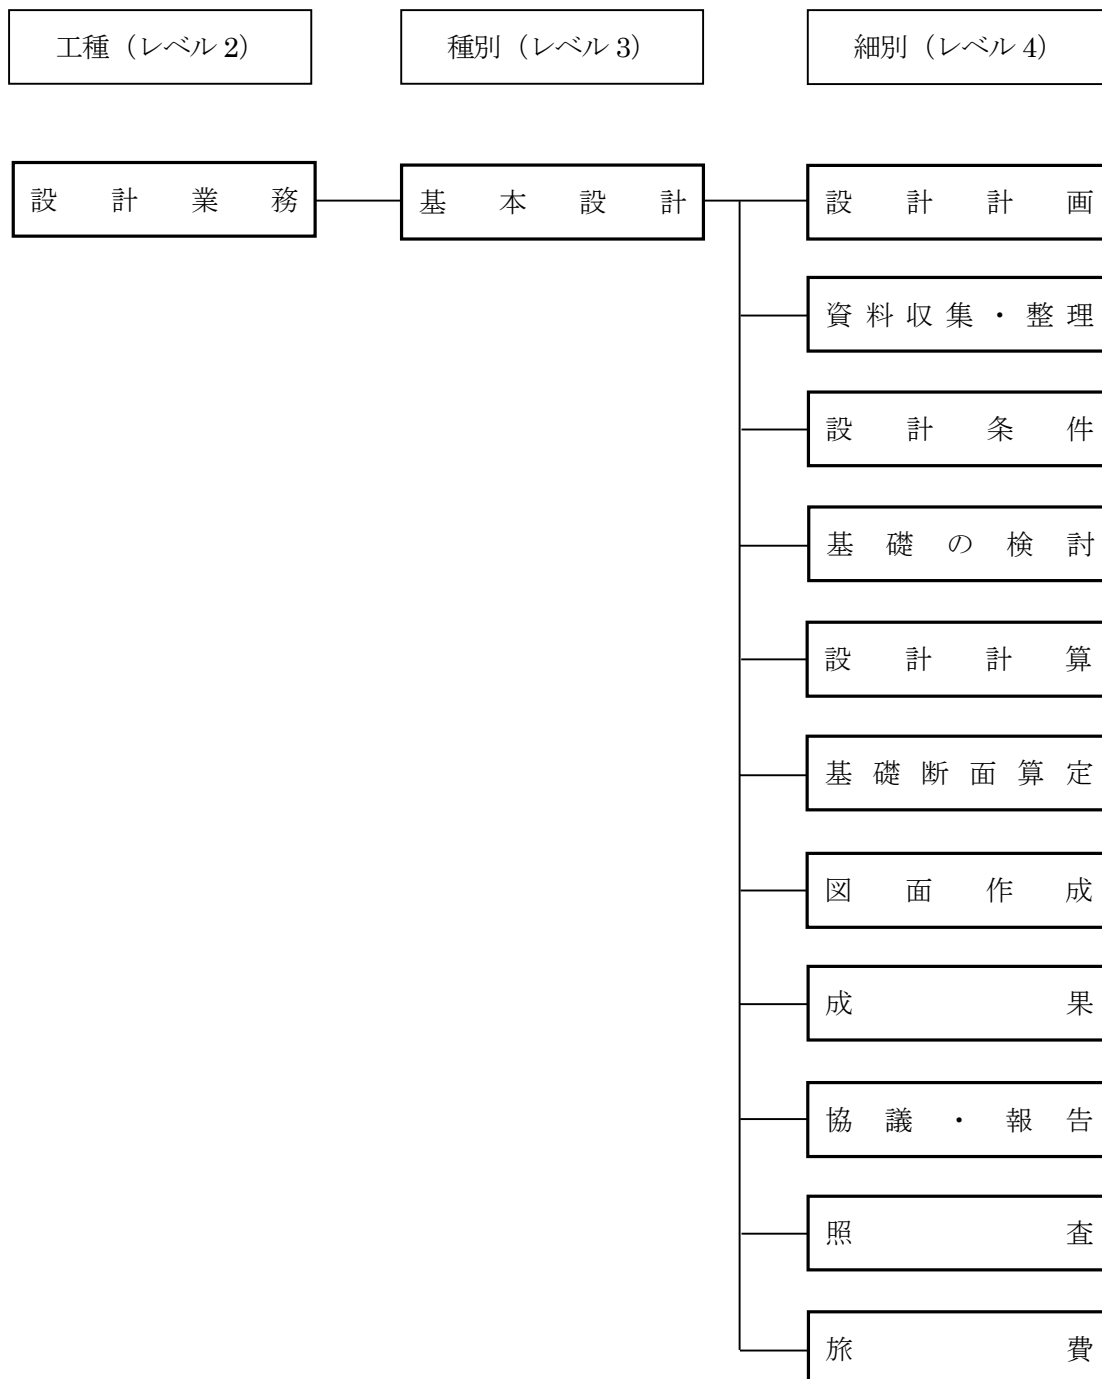 工種（レベル 2）
種別（レベル 3）
細別（レベル 4）
設計業務
基本設計
設計計画
資料収集・整理
設計条件
基礎の検討
設計計算
基礎断面算定
図面作成
成果
協議・報告
照査
旅費